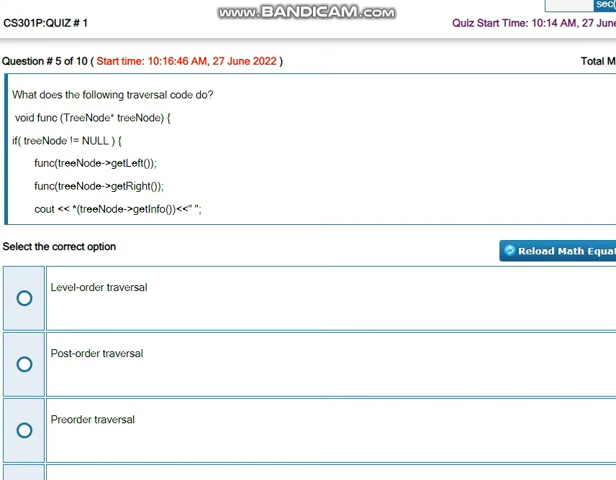 www.BANDICAM.com
sec(
CS301P:QUIZ # 1
Quiz Start Time: 10:14 AM, 27 June
Question # 5 of 10 ( Start time: 10:16:46 AM, 27 June 2022 )
Total M
What does the following traversal code do?
void func (TreeNode* treeNode) {
if( treeNode != NULL ) {
func(treeNode->getLeft());
func(treeNode->getRight());
cout << *(treeNode->getInfo())<<" ";
Select the correct option
Reload Math Equat
Level-order traversal
Post-order traversal
Preorder traversal